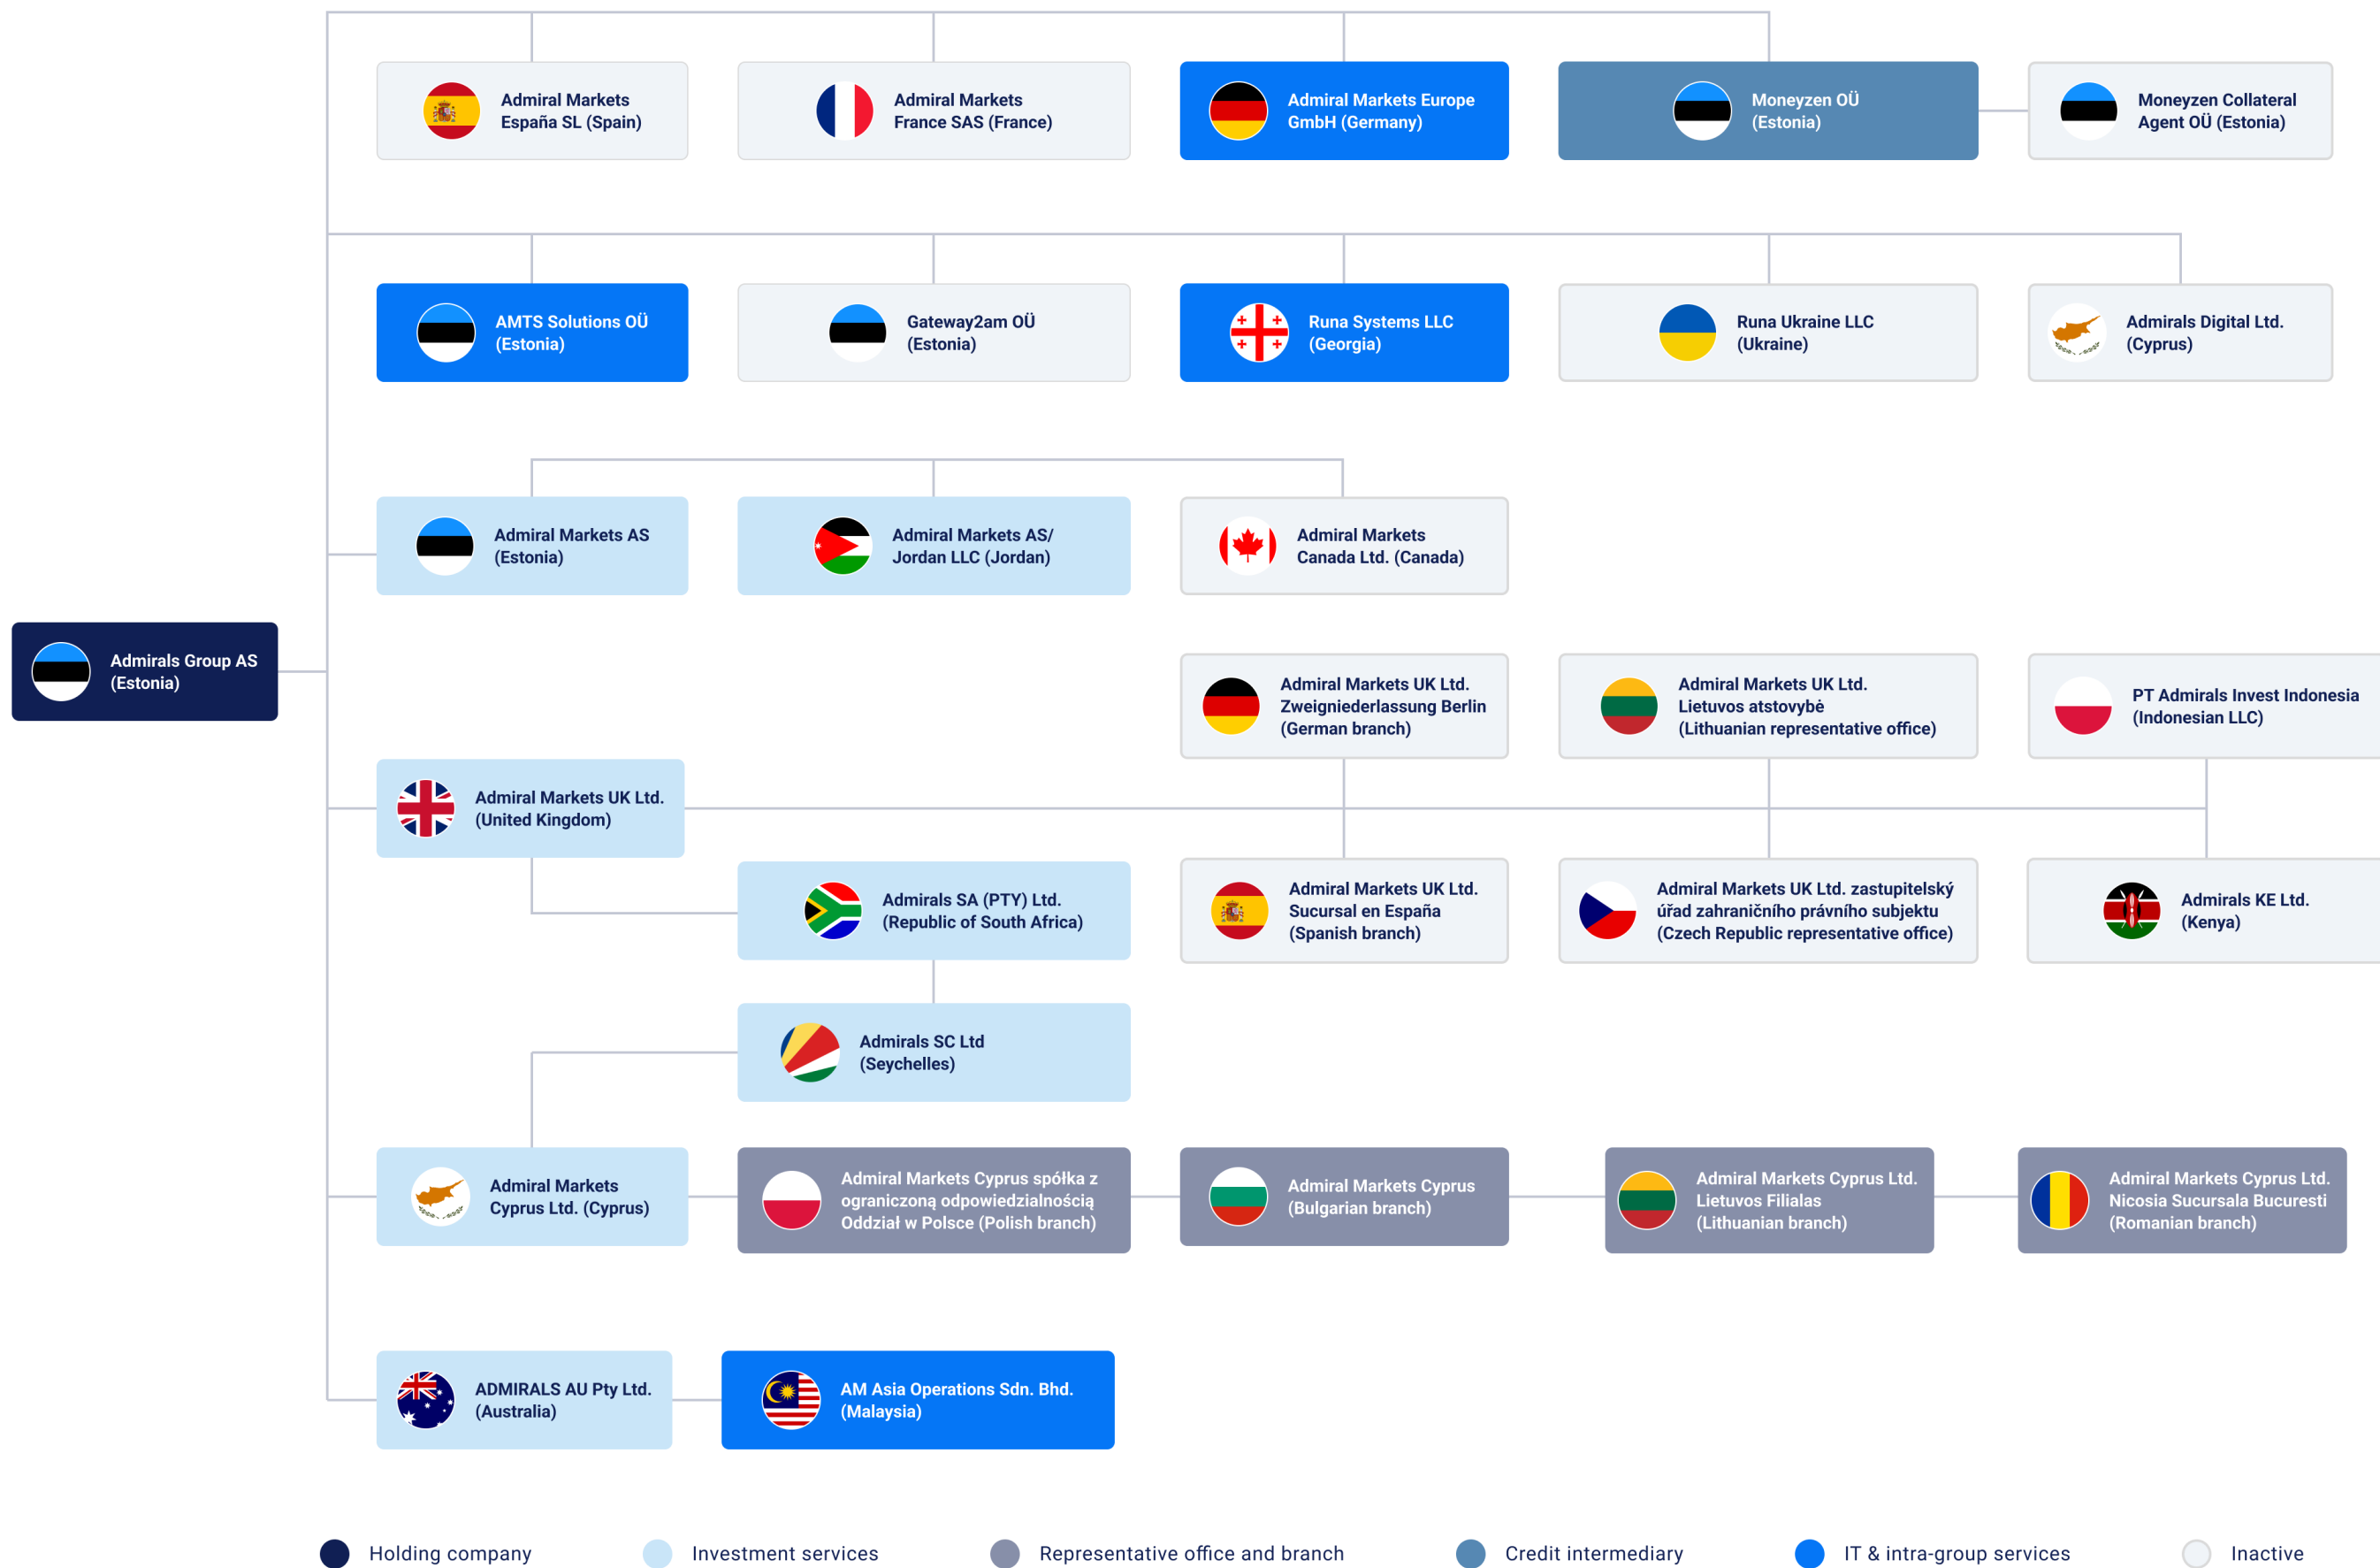 Admiral Markets
España SL (Spain)
Admiral Markets
France SAS (France)
Admiral Markets Europe
GmbH (Germany)
Moneyzen OÜ
(Estonia)
Moneyzen Collateral
Agent OÜ (Estonia)
AMTS Solutions OÜ
(Estonia)
Gateway2am OÜ
(Estonia)
Runa Systems LLC
(Georgia)
Runa Ukraine LLC
(Ukraine)
Admirals Digital Ltd.
(Cyprus)
Admiral Markets AS
(Estonia)
Admiral Markets AS/
Jordan LLC (Jordan)
Admiral Markets
Canada Ltd. (Canada)
Admirals Group AS
(Estonia)
Admiral Markets UK Ltd.
Zweigniederlassung Berlin
(German branch)
Admiral Markets UK Ltd.
Lietuvos atstovybė
(Lithuanian representative office)
PT Admirals Invest Indonesia
(Indonesian LLC)
Admiral Markets UK Ltd.
(United Kingdom)
Admirals SA (PTY) Ltd.
(Republic of South Africa)
Admiral Markets UK Ltd.
Sucursal en España
(Spanish branch)
Admiral Markets UK Ltd. zastupitelský
úřad zahraničního právního subjektu
(Czech Republic representative office)
Admirals KE Ltd.
(Kenya)
Admirals SC Ltd
(Seychelles)
Admiral Markets
Cyprus Ltd. (Cyprus)
Admiral Markets Cyprus spółka z
ograniczoną odpowiedzialnością
Oddział w Polsce (Polish branch)
Admiral Markets Cyprus
(Bulgarian branch)
Admiral Markets Cyprus Ltd.
Lietuvos Filialas
(Lithuanian branch)
Admiral Markets Cyprus Ltd.
Nicosia Sucursala Bucuresti
(Romanian branch)
ADMIRALS AU Pty Ltd.
(Australia)
AM Asia Operations Sdn. Bhd.
(Malaysia)
Holding company
Investment services
Representative office and branch
Credit intermediary
IT & intra-group services
Inactive